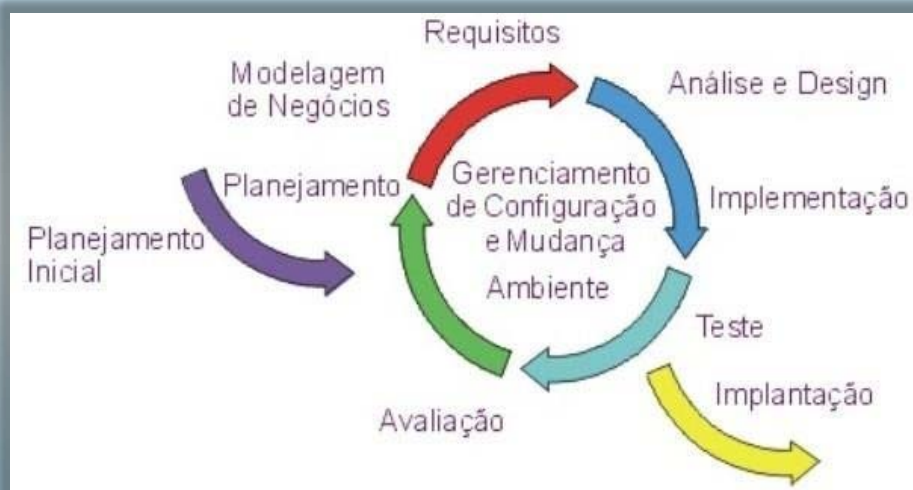 Requisitos
Modelagem
de Negócios
Análise e Design
Planejamento
Gerenciamento
de Configuração
e Mudança
Implementação
Planejamento
Inicial
Ambiente
Teste
Implantação
Avaliação